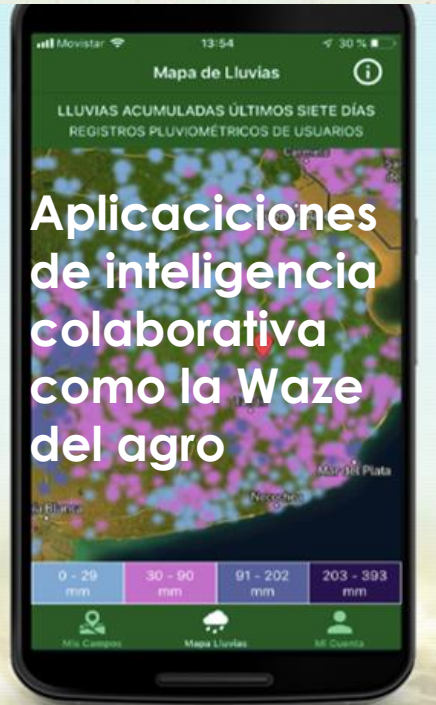 Movistar 13:54 30 %
Mapa de Lluvias
LLUVIAS ACUMULADAS ÚLTIMOS SIETE DÍAS
REGISTROS PLUVIOMÉTRICOS DE USUARIOS
Carmelo
Aplicaciciones
de inteligencia
colaborativa
como la Waze
del agro
Mar del Plata
Necochea
Blanca
0 - 29 mm
30 - 90 mm
91 - 202 mm
203 - 393 mm
Mis Campos
Mapa Lluvias
Mi Cuenta